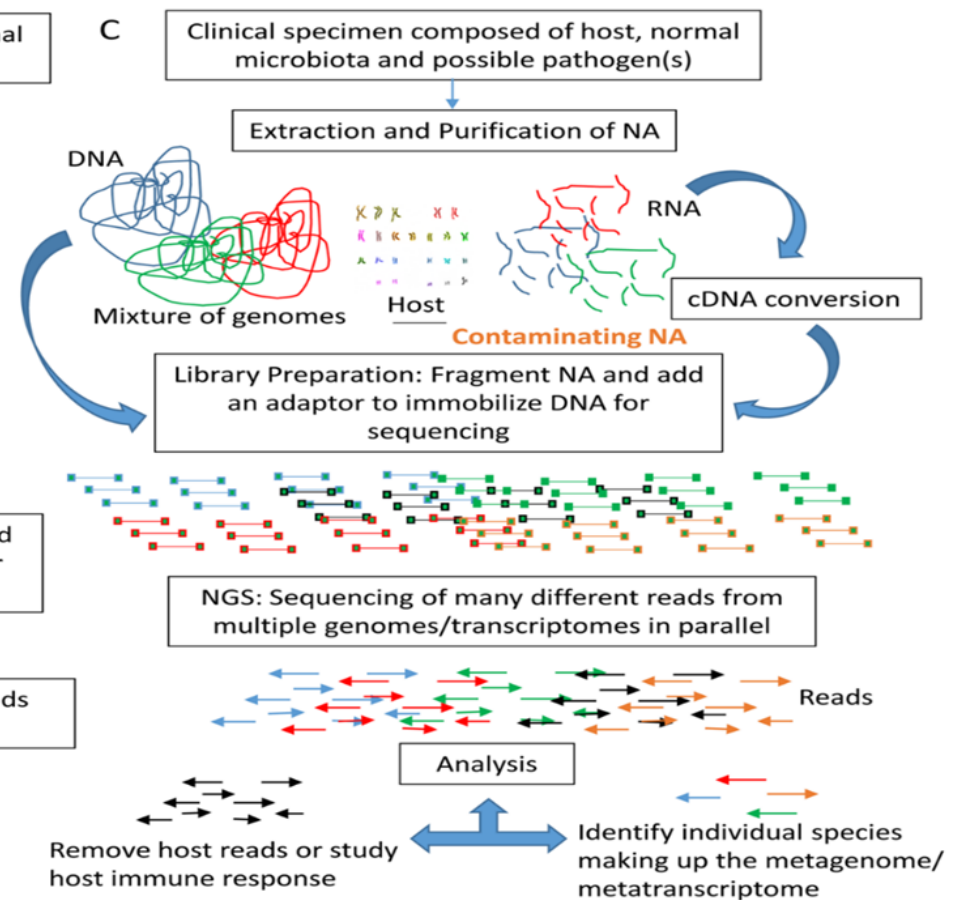 al
C
Clinical specimen composed of host, normal
microbiota and possible pathogen(s)
Extraction and Purification of NA
DNA
RNA
cDNA conversion
Host
Mixture of genomes
Contaminating NA
Library Preparation: Fragment NA and add
an adaptor to immobilize DNA for
sequencing
d
NGS: Sequencing of many different reads from
multiple genomes/transcriptomes in parallel
ds
Reads
Analysis
Remove host reads or study
host immune response
Identify individual species
making up the metagenome/
metatranscriptome